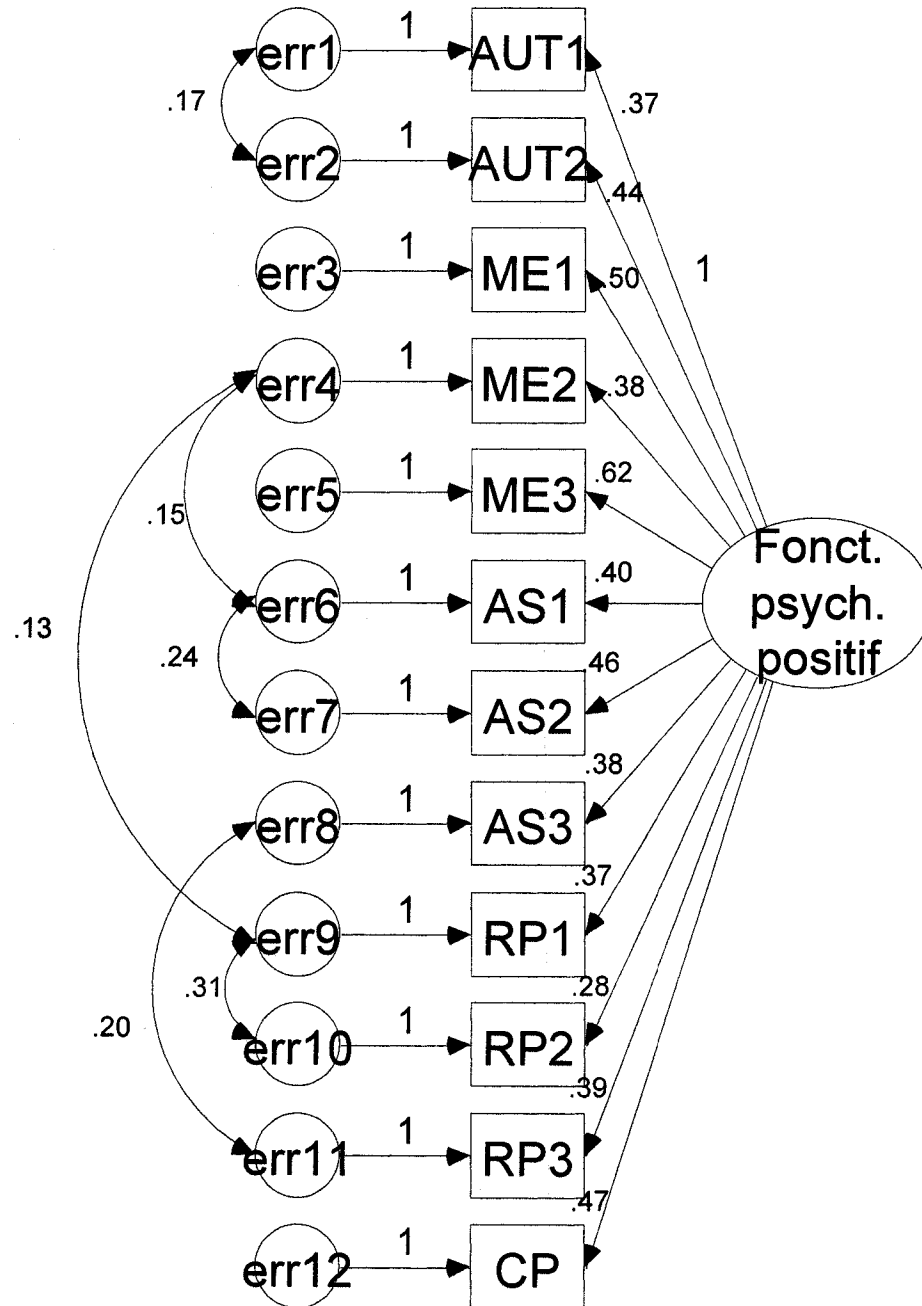 err1 1 AUT1
.37
.17
err2 1 AUT2
.44
err3 1 ME1
.50
1
err4 1 ME2
.38
err5 1 ME3
.62
.15
Fonct.
psych.
positif
err6 1 AS1
.40
.13
.24
err7 1 AS2
.46
err8 1 AS3
.38
err9 1 RP1
.37
.31
.20
err10 1 RP2
.28
err11 1 RP3
.39
err12 1 CP
.47